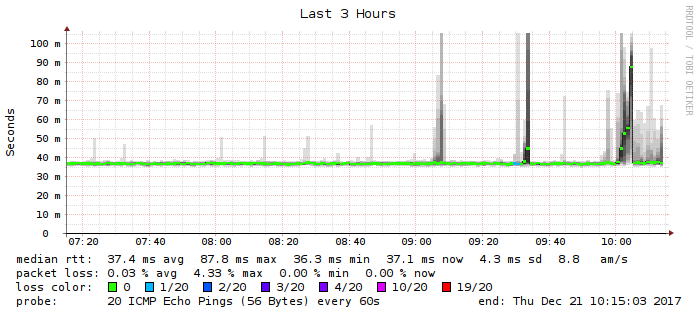 Last 3 Hours
RRDTOOL / TOBI OETIKER
Seconds
100 m
90 m
80 m
70 m
60 m
50 m
40 m
30 m
20 m
10 m
0
07:20 07:40 08:00 08:20 08:40 09:00 09:20 09:40 10:00
median rtt: 37.4 ms avg 87.8 ms max 36.3 ms min 37.1 ms now 4.3 ms sd 8.8 am/s
packet loss: 0.03 % avg 4.33 % max 0.00 % min 0.00 % now
loss color: 0 1/20 2/20 3/20 4/20 10/20 19/20
probe: 20 ICMP Echo Pings (56 Bytes) every 60s end: Thu Dec 21 10:15:03 2017